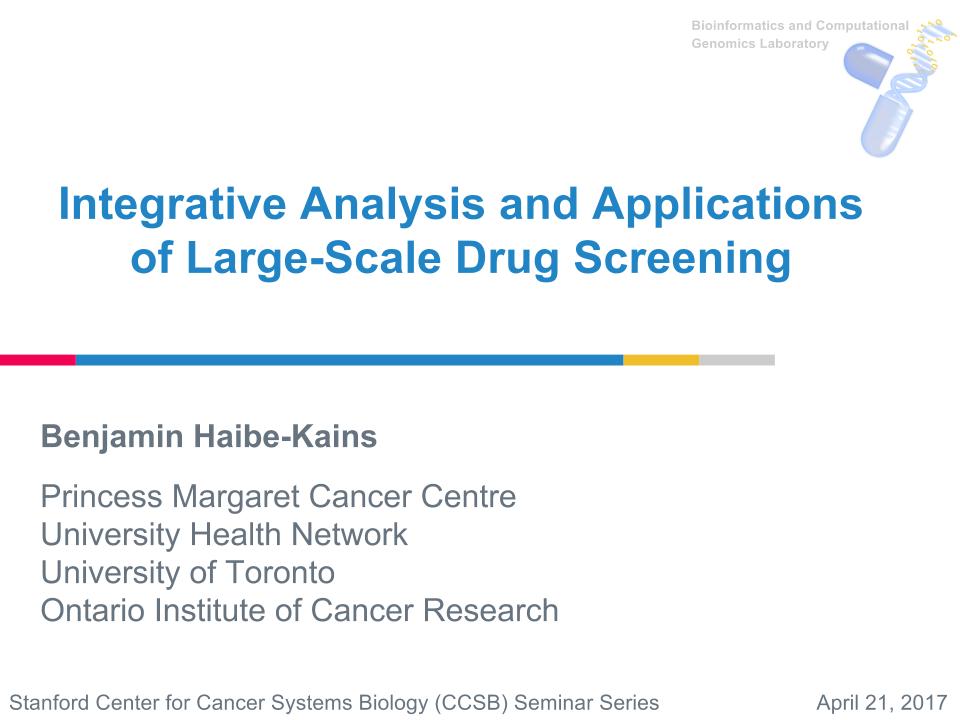 Bioinformatics and Computational
Genomics Laboratory
Integrative Analysis and Applications
of Large-Scale Drug Screening
Benjamin Haibe-Kains
Princess Margaret Cancer Centre
University Health Network
University of Toronto
Ontario Institute of Cancer Research
Stanford Center for Cancer Systems Biology (CCSB) Seminar Series
April 21, 2017